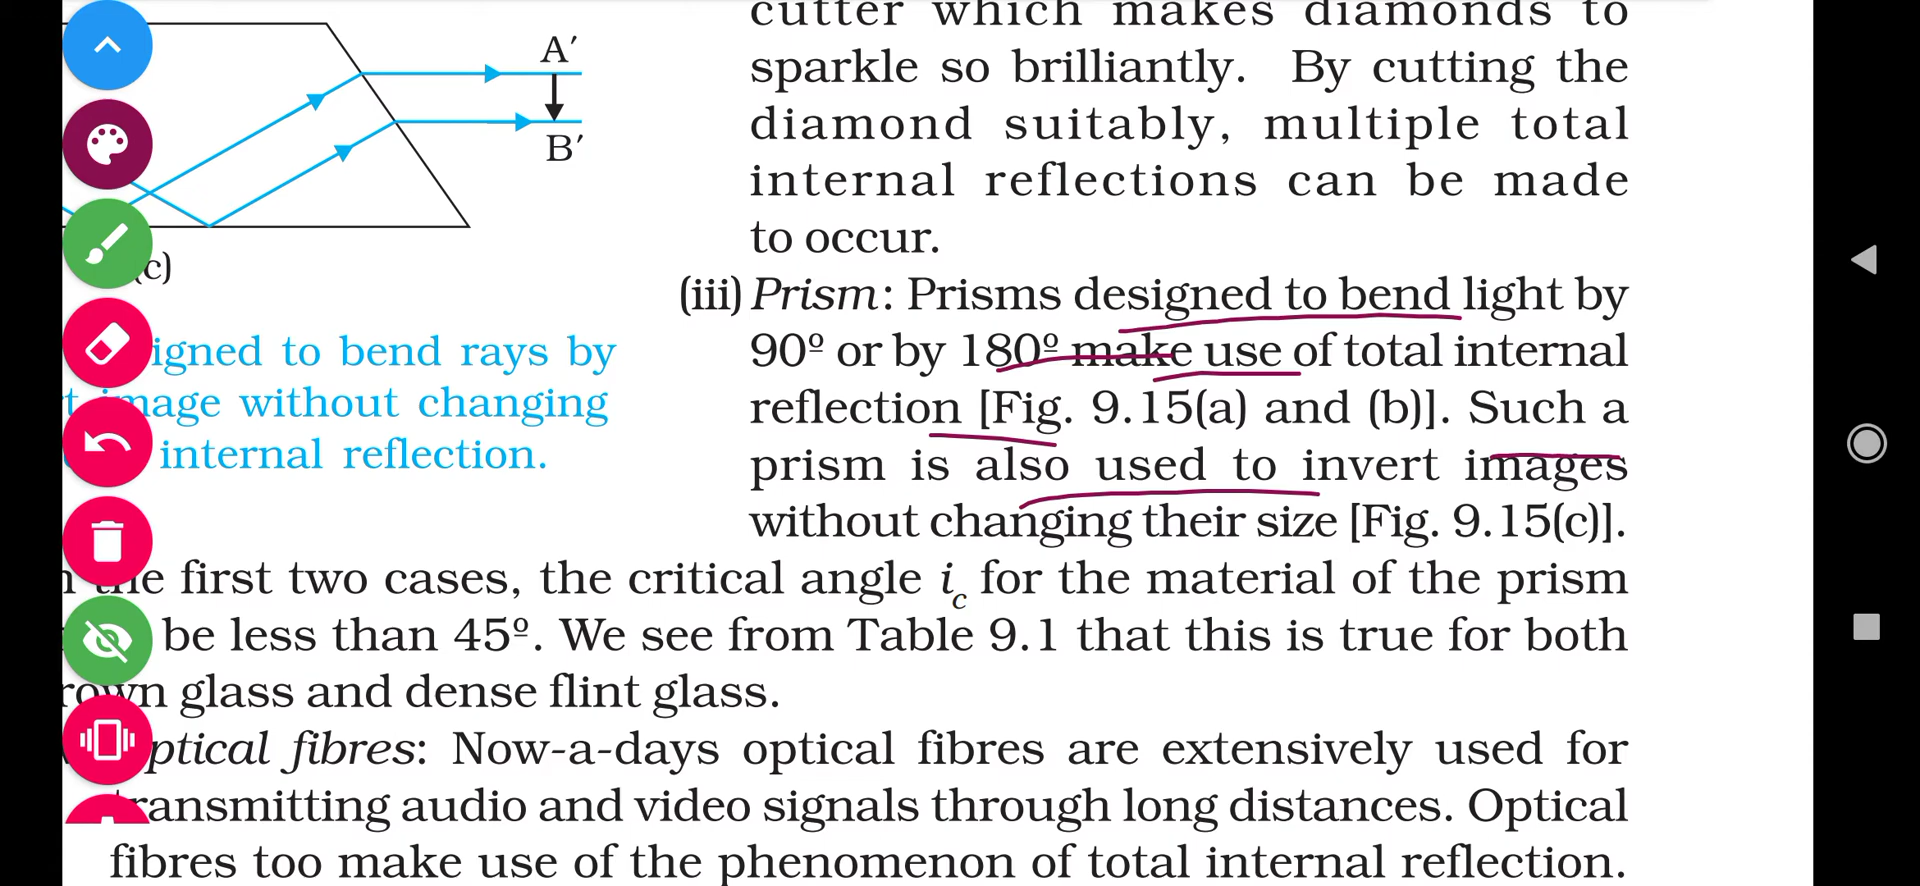 A′
B′
(c)
igned to bend rays by
t image without changing
internal reflection.
cutter which makes diamonds to
sparkle so brilliantly. By cutting the
diamond suitably, multiple total
internal reflections can be made
to occur.
(iii) Prism: Prisms designed to bend light by
90º or by 180º make use of total internal
reflection [Fig. 9.15(a) and (b)]. Such a
prism is also used to invert images
without changing their size [Fig. 9.15(c)].
the first two cases, the critical angle ic for the material of the prism
be less than 45º. We see from Table 9.1 that this is true for both
rown glass and dense flint glass.
ptical fibres: Now-a-days optical fibres are extensively used for
transmitting audio and video signals through long distances. Optical
fibres too make use of the phenomenon of total internal reflection.